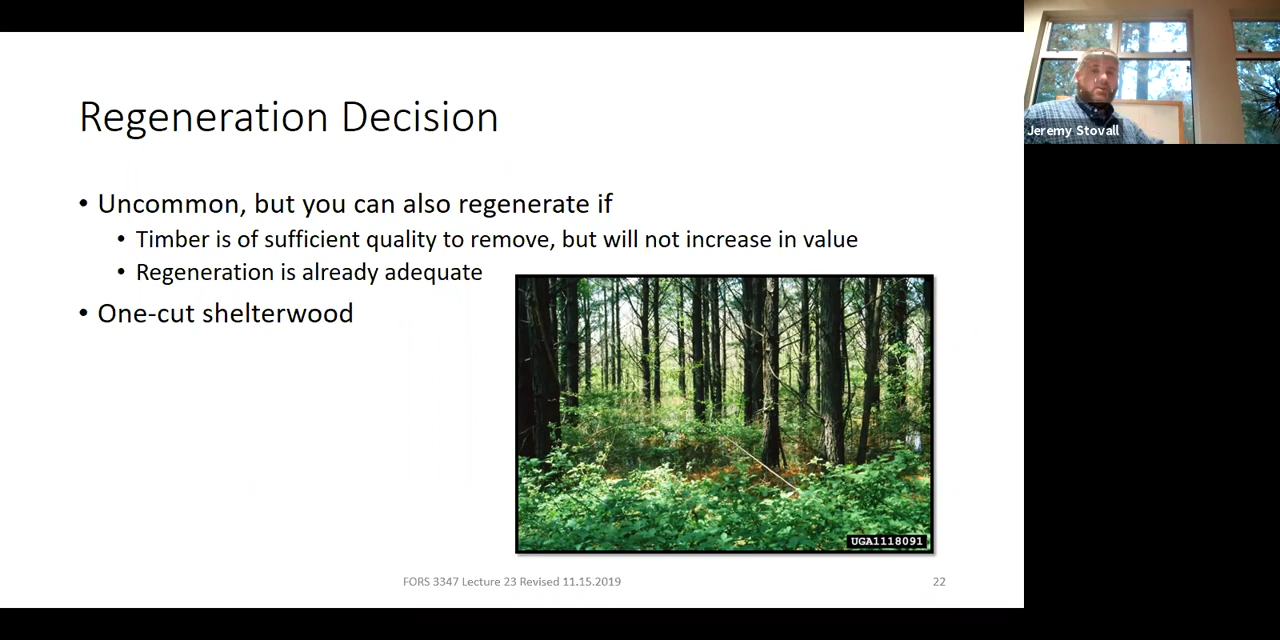 Regeneration Decision
• Uncommon, but you can also regenerate if
• Timber is of sufficient quality to remove, but will not increase in value
• Regeneration is already adequate
• One-cut shelterwood
UGA1118091
FORS 3347 Lecture 23 Revised 11.15.2019
22
Jeremy Stovall